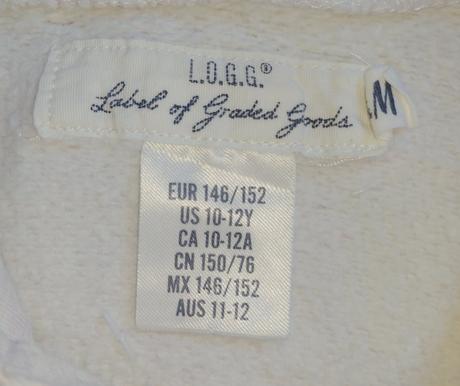 L.O.G.G.®
Label of Graded Goods
M
EUR 146/152
US 10-12Y
CA 10-12A
CN 150/76
MX 146/152
AUS 11-12